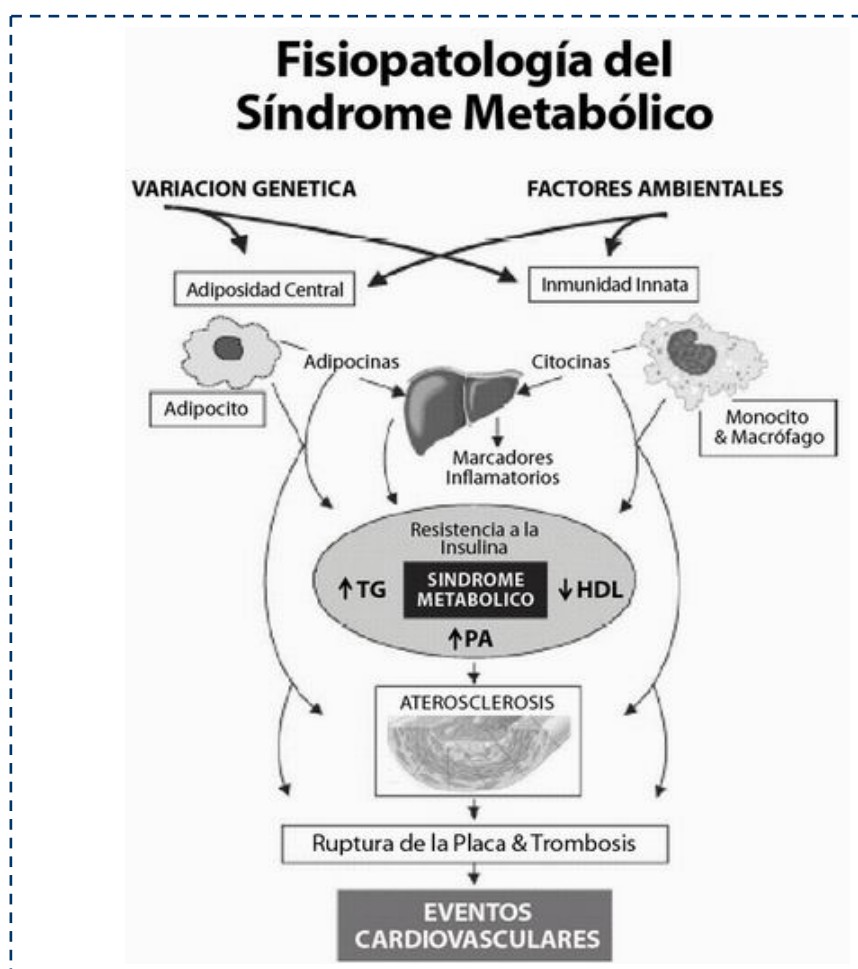 Fisiopatología del
Síndrome Metabólico
VARIACION GENETICA
FACTORES AMBIENTALES
Adiposidad Central
Inmunidad Innata
Adipocinas
Citocinas
Adipocito
Monocito
& Macrófago
Marcadores
Inflamatorios
Resistencia a la
Insulina
↑TG
SINDROME
METABOLICO
↓HDL
↑PA
ATEROSCLEROSIS
Ruptura de la Placa & Trombosis
EVENTOS
CARDIOVASCULARES